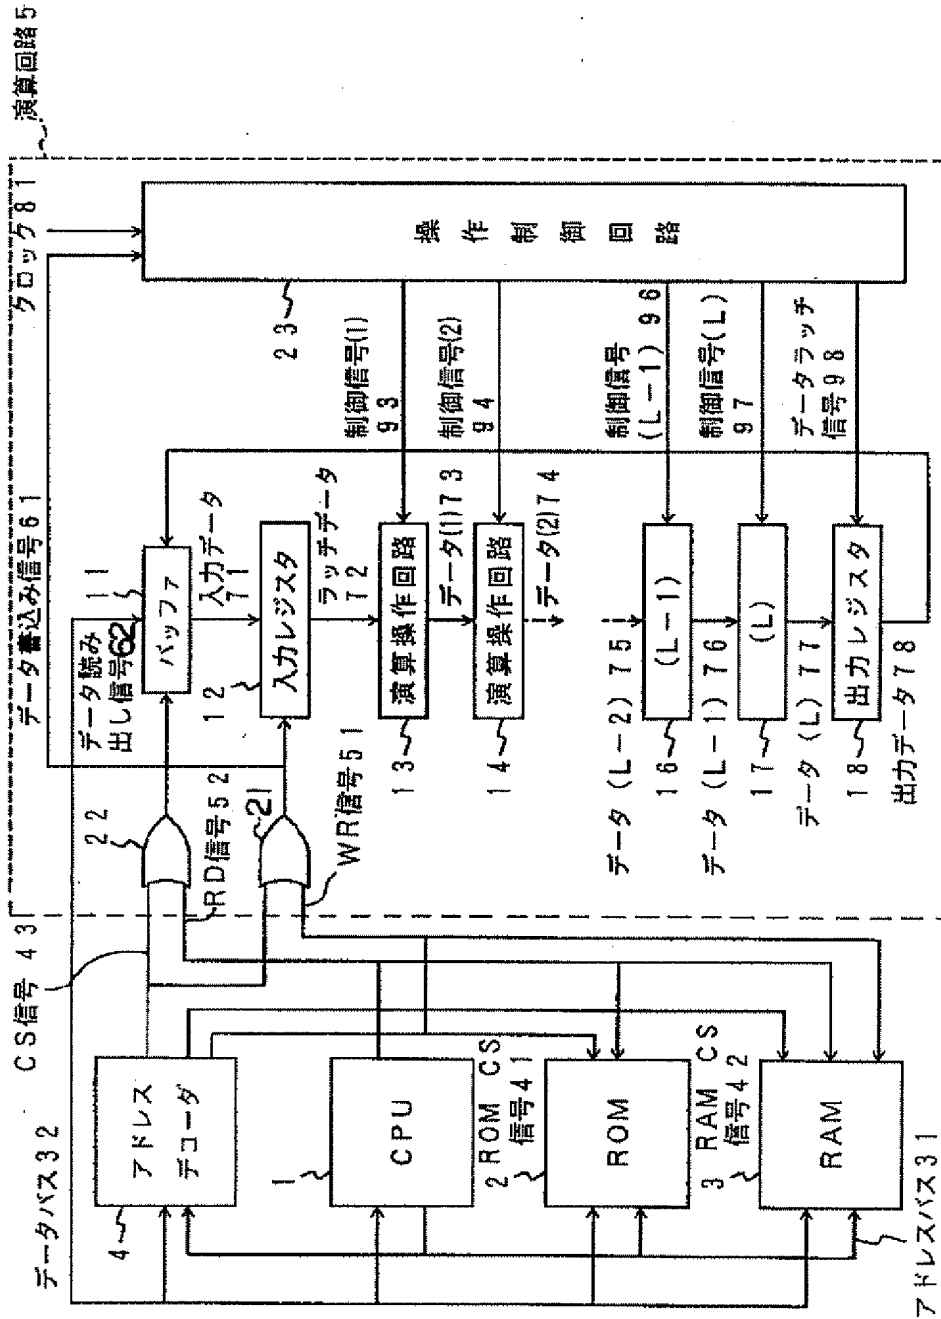 演算回路5
クロック81
データ書込み信号61
CS信号 43
データバス32
操作制御回路
23
制御信号(1)
93
制御信号(2)
94
制御信号
(L-1)96
制御信号(L)
97
データラッチ
信号98
11
データ読み
出し信号62
バッファ
入力データ
71
12
入力レジスタ
ラッチデータ
72
13
演算操作回路
データ(1)73
14
演算操作回路
データ(2)74
データ(L-2)75
16
(L-1)
データ(L-1)76
17
(L)
データ(L)77
18
出力レジスタ
出力データ78
22
RD信号52
21
WR信号51
アドレス
デコーダ
4
CPU
1
ROM CS
信号41
2
ROM
RAM CS
信号42
3
RAM
アドレスバス31